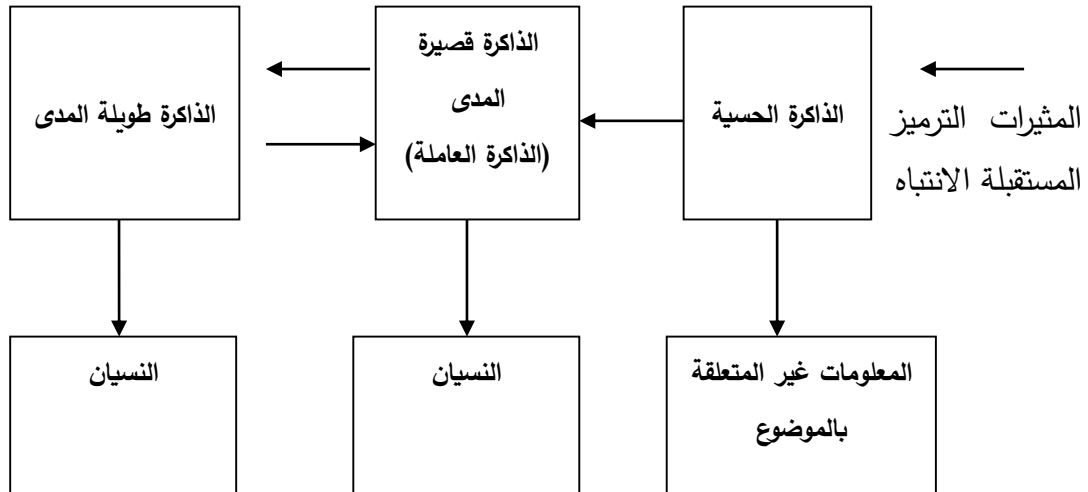 المثيرات الترميز
المستقبلة الانتباه
الذاكرة الحسية
الذاكرة قصيرة
المدى
(الذاكرة العاملة)
الذاكرة طويلة المدى
المعلومات غير المتعلقة
بالموضوع
النسيان
النسيان